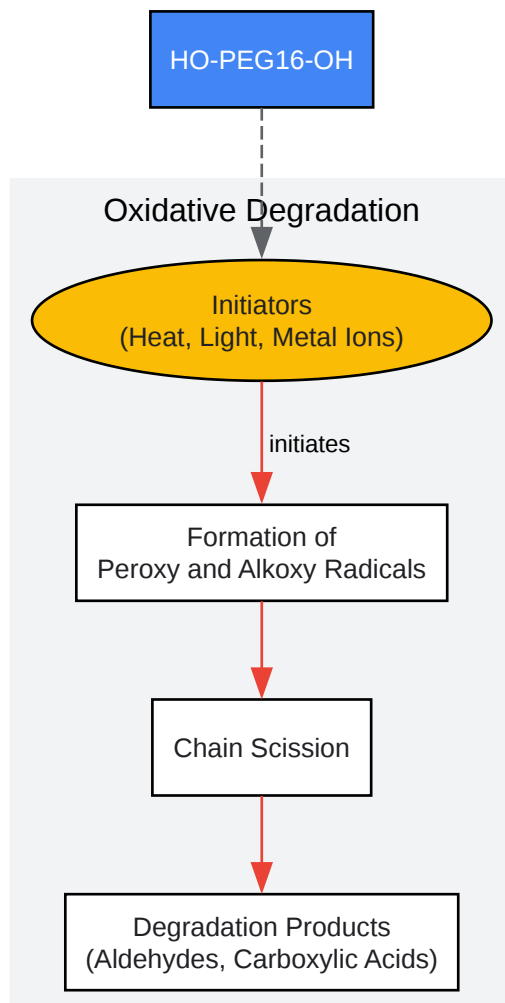 HO-PEG16-OH
Oxidative Degradation
Initiators
(Heat, Light, Metal Ions)
initiates
Formation of
Peroxy and Alkoxy Radicals
Chain Scission
Degradation Products
(Aldehydes, Carboxylic Acids)